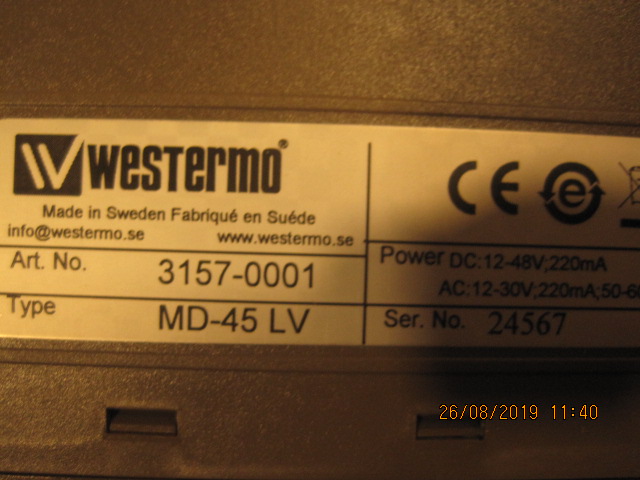 WESTERMO®
Made in Sweden Fabriqué en Suéde
info@westermo.se www.westermo.se
Art. No. 3157-0001
Type MD-45 LV
CE
Power DC:12-48V;220mA
AC:12-30V;220mA;50-60
Ser. No. 24567
26/08/2019 11:40